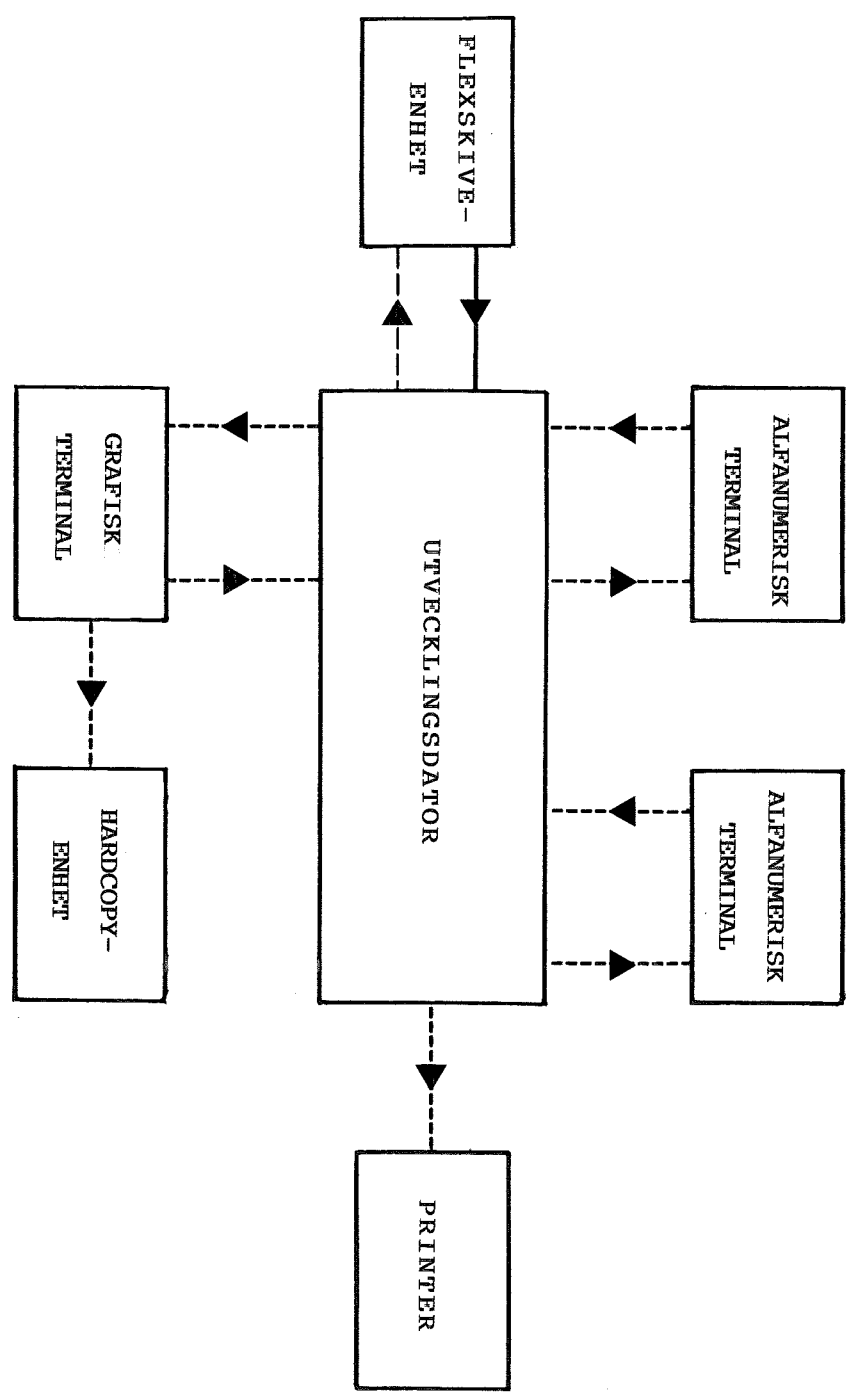 ALFANUMERISK
TERMINAL
ALFANUMERISK
TERMINAL
FLEXSKIVE-
ENHET
UTVECKLINGSDATOR
PRINTER
GRAFISK
TERMINAL
HARDCOPY-
ENHET